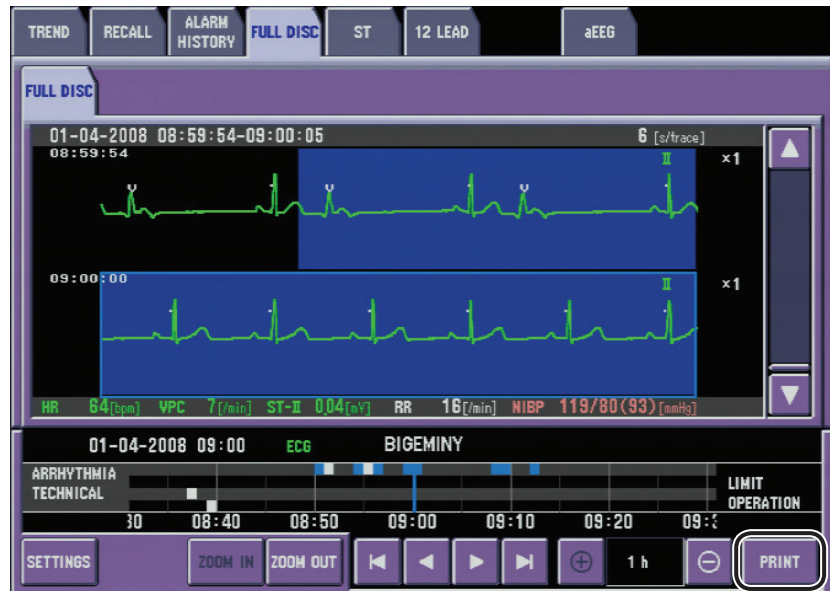 TREND RECALL ALARM HISTORY FULL DISC ST 12 LEAD aEEG
FULL DISC
01-04-2008 08:59:54-09:00:05 6 [s/trace]
08:59:54 II ×1
V V V
09:00:00 II ×1
HR 64[bpm] VPC 7[/min] ST-II 0.04[mV] RR 16[/min] NIBP 119/80(93)[mmHg]
01-04-2008 09:00 ECG BIGEMINY
ARRHYTHMIA
TECHNICAL
LIMIT
OPERATION
30 08:40 08:50 09:00 09:10 09:20 09:
SETTINGS ZOOM IN ZOOM OUT 1 h PRINT